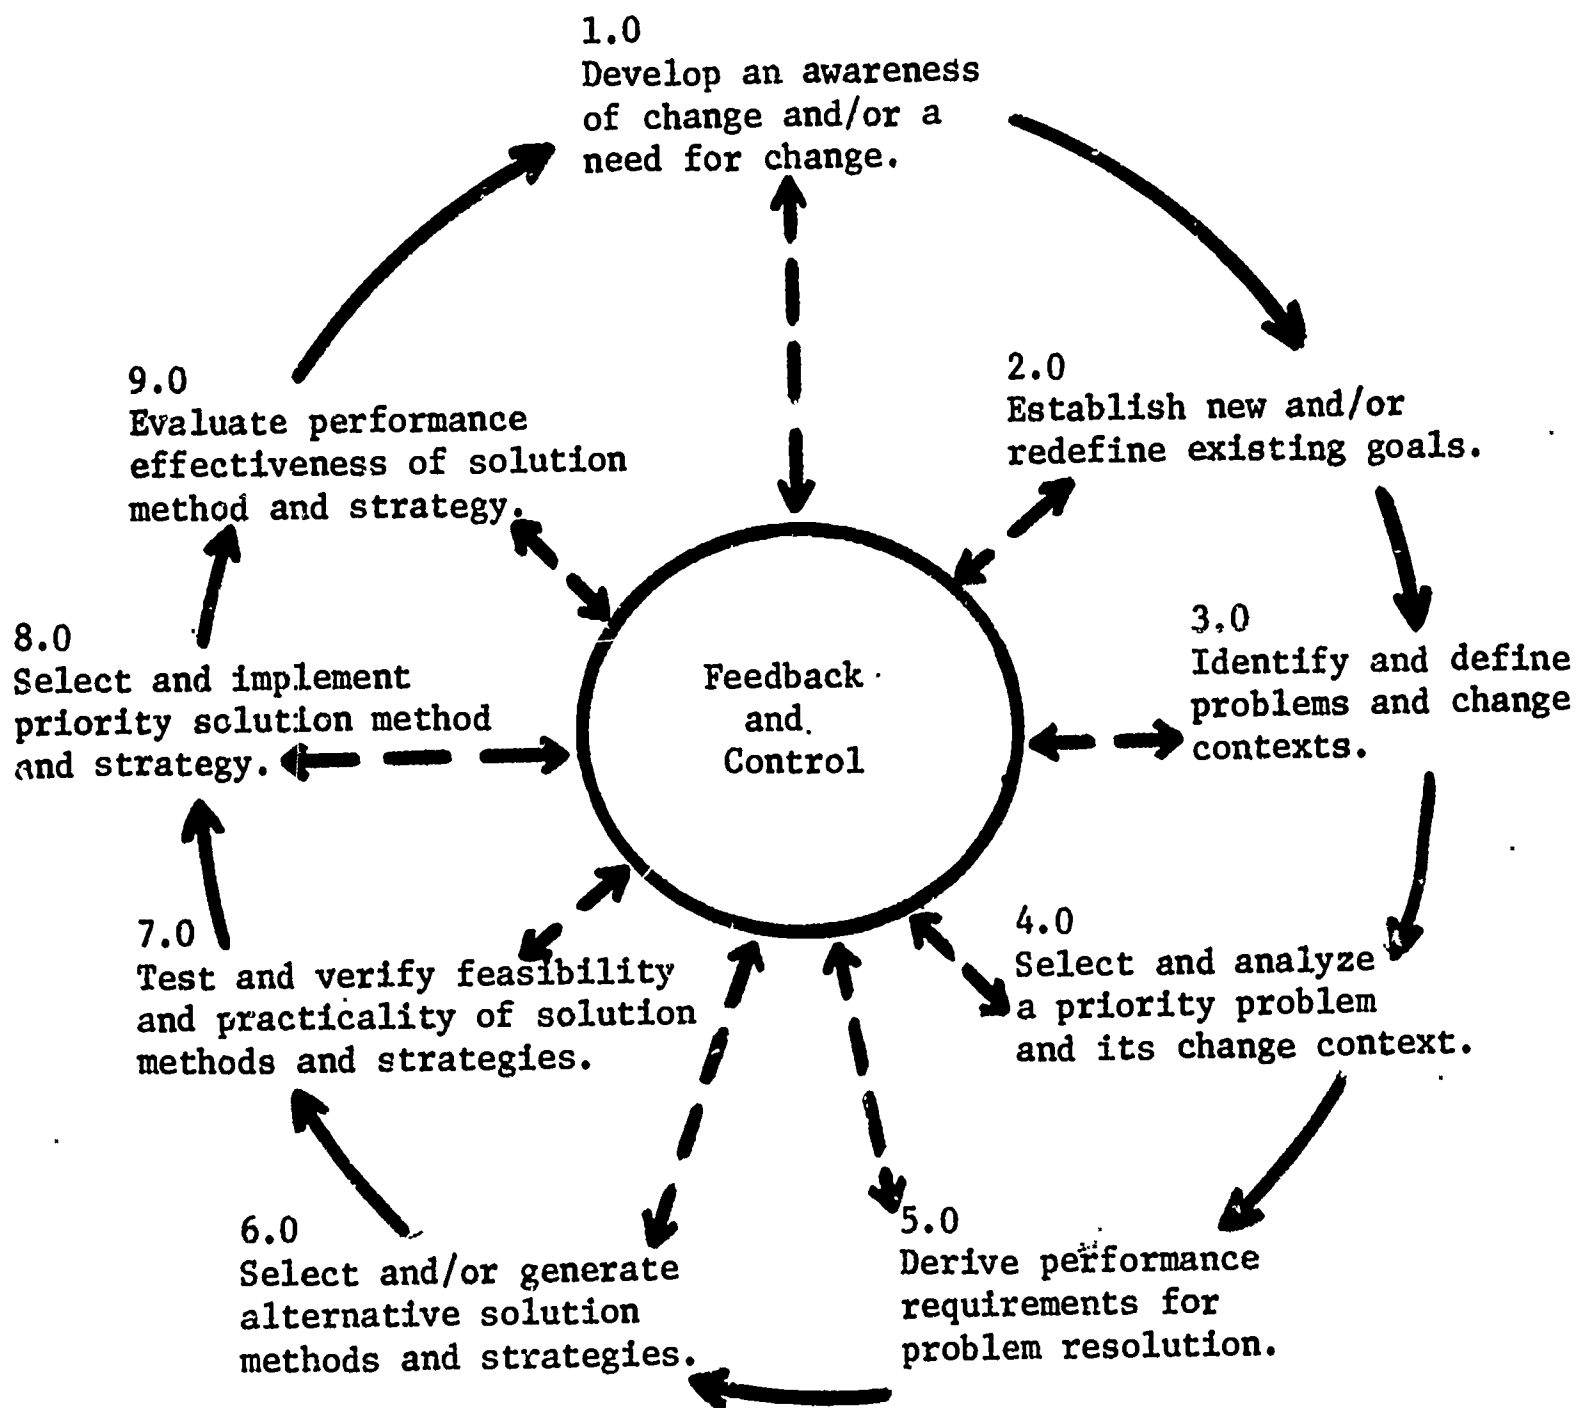 1.0
Develop an awareness
of change and/or a
need for change.
2.0
Establish new and/or
redefine existing goals.
3.0
Identify and define
problems and change
contexts.
4.0
Select and analyze
a priority problem
and its change context.
5.0
Derive performance
requirements for
problem resolution.
6.0
Select and/or generate
alternative solution
methods and strategies.
7.0
Test and verify feasibility
and practicality of solution
methods and strategies.
8.0
Select and implement
priority solution method
and strategy.
9.0
Evaluate performance
effectiveness of solution
method and strategy.
Feedback
and
Control